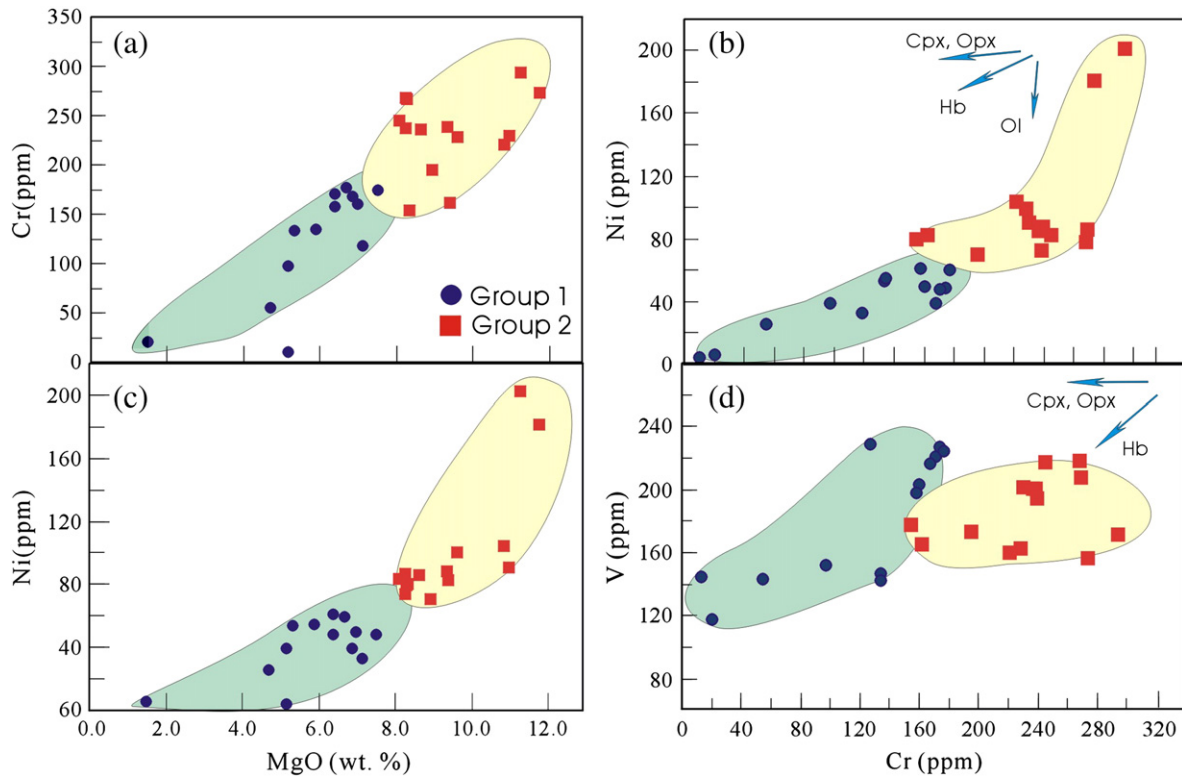 350
(a)
300
250
200
150
100
50
0
Cr(ppm)
Group 1
Group 2
(b)
200
160
120
80
40
0
Ni (ppm)
Cpx, Opx
Hb
Ol
(c)
200
160
120
80
40
60
Ni(ppm)
0.0 2.0 4.0 6.0 8.0 10.0 12.0
MgO (wt. %)
(d)
240
200
160
120
80
60
V (ppm)
Cpx, Opx
Hb
0 40 80 120 160 200 240 280 320
Cr (ppm)